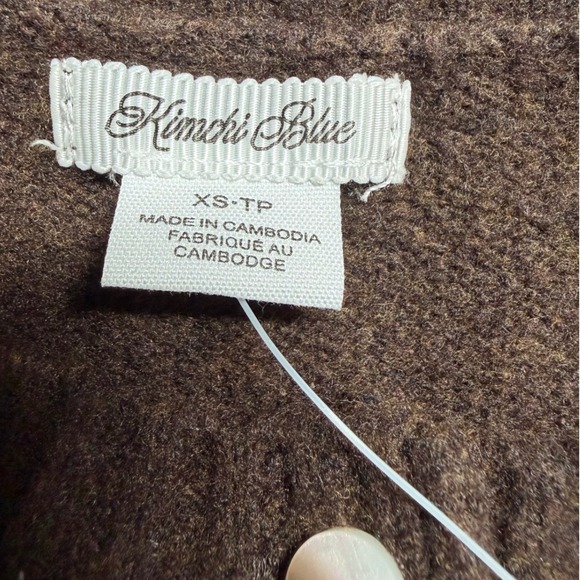 Kimchi Blue
XS·TP
MADE IN CAMBODIA
FABRIQUÉ AU
CAMBODGE